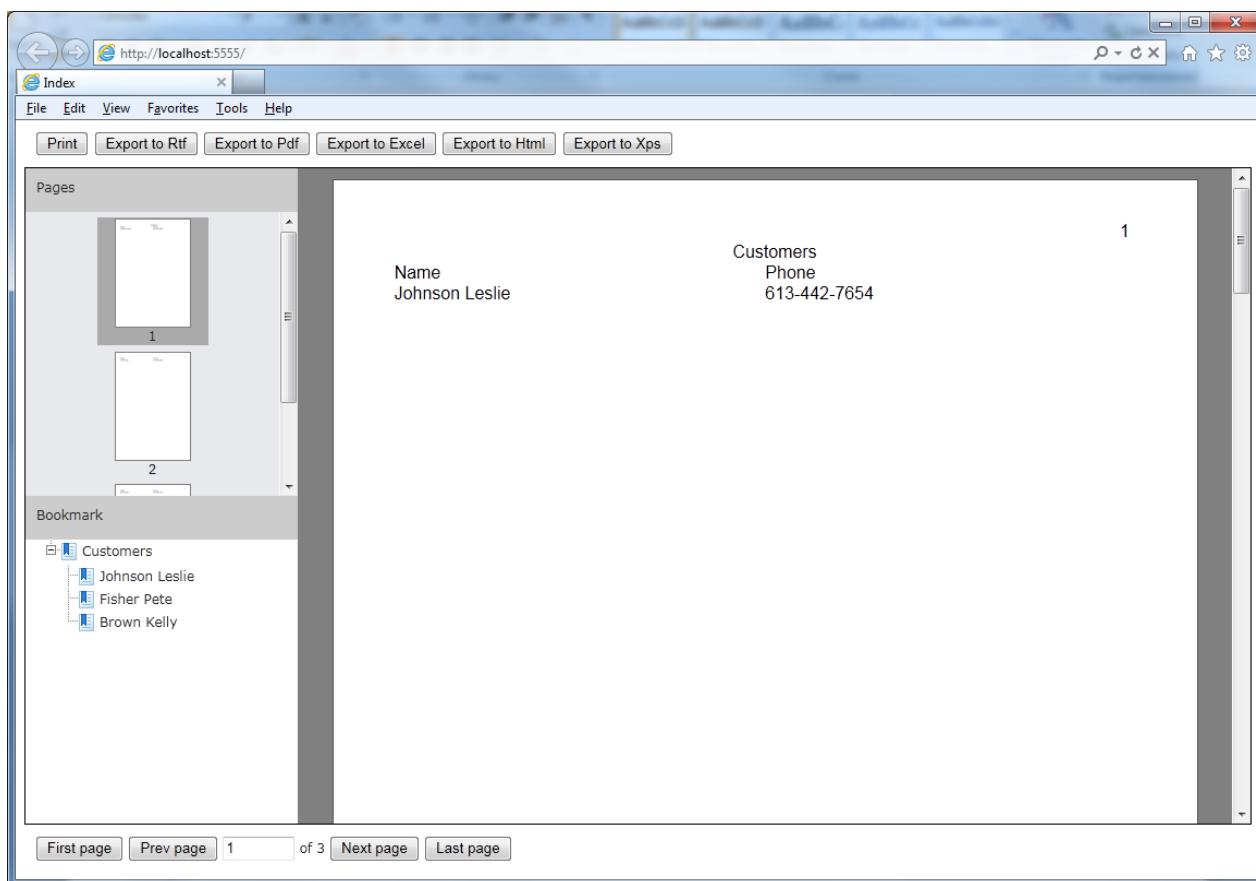 http://localhost:5555/
Index
File Edit View Favorites Tools Help
Print Export to Rtf Export to Pdf Export to Excel Export to Html Export to Xps
Pages
1
2
Bookmark
Customers
Johnson Leslie
Fisher Pete
Brown Kelly
1
Customers
Name Phone
Johnson Leslie 613-442-7654
First page Prev page 1 of 3 Next page Last page